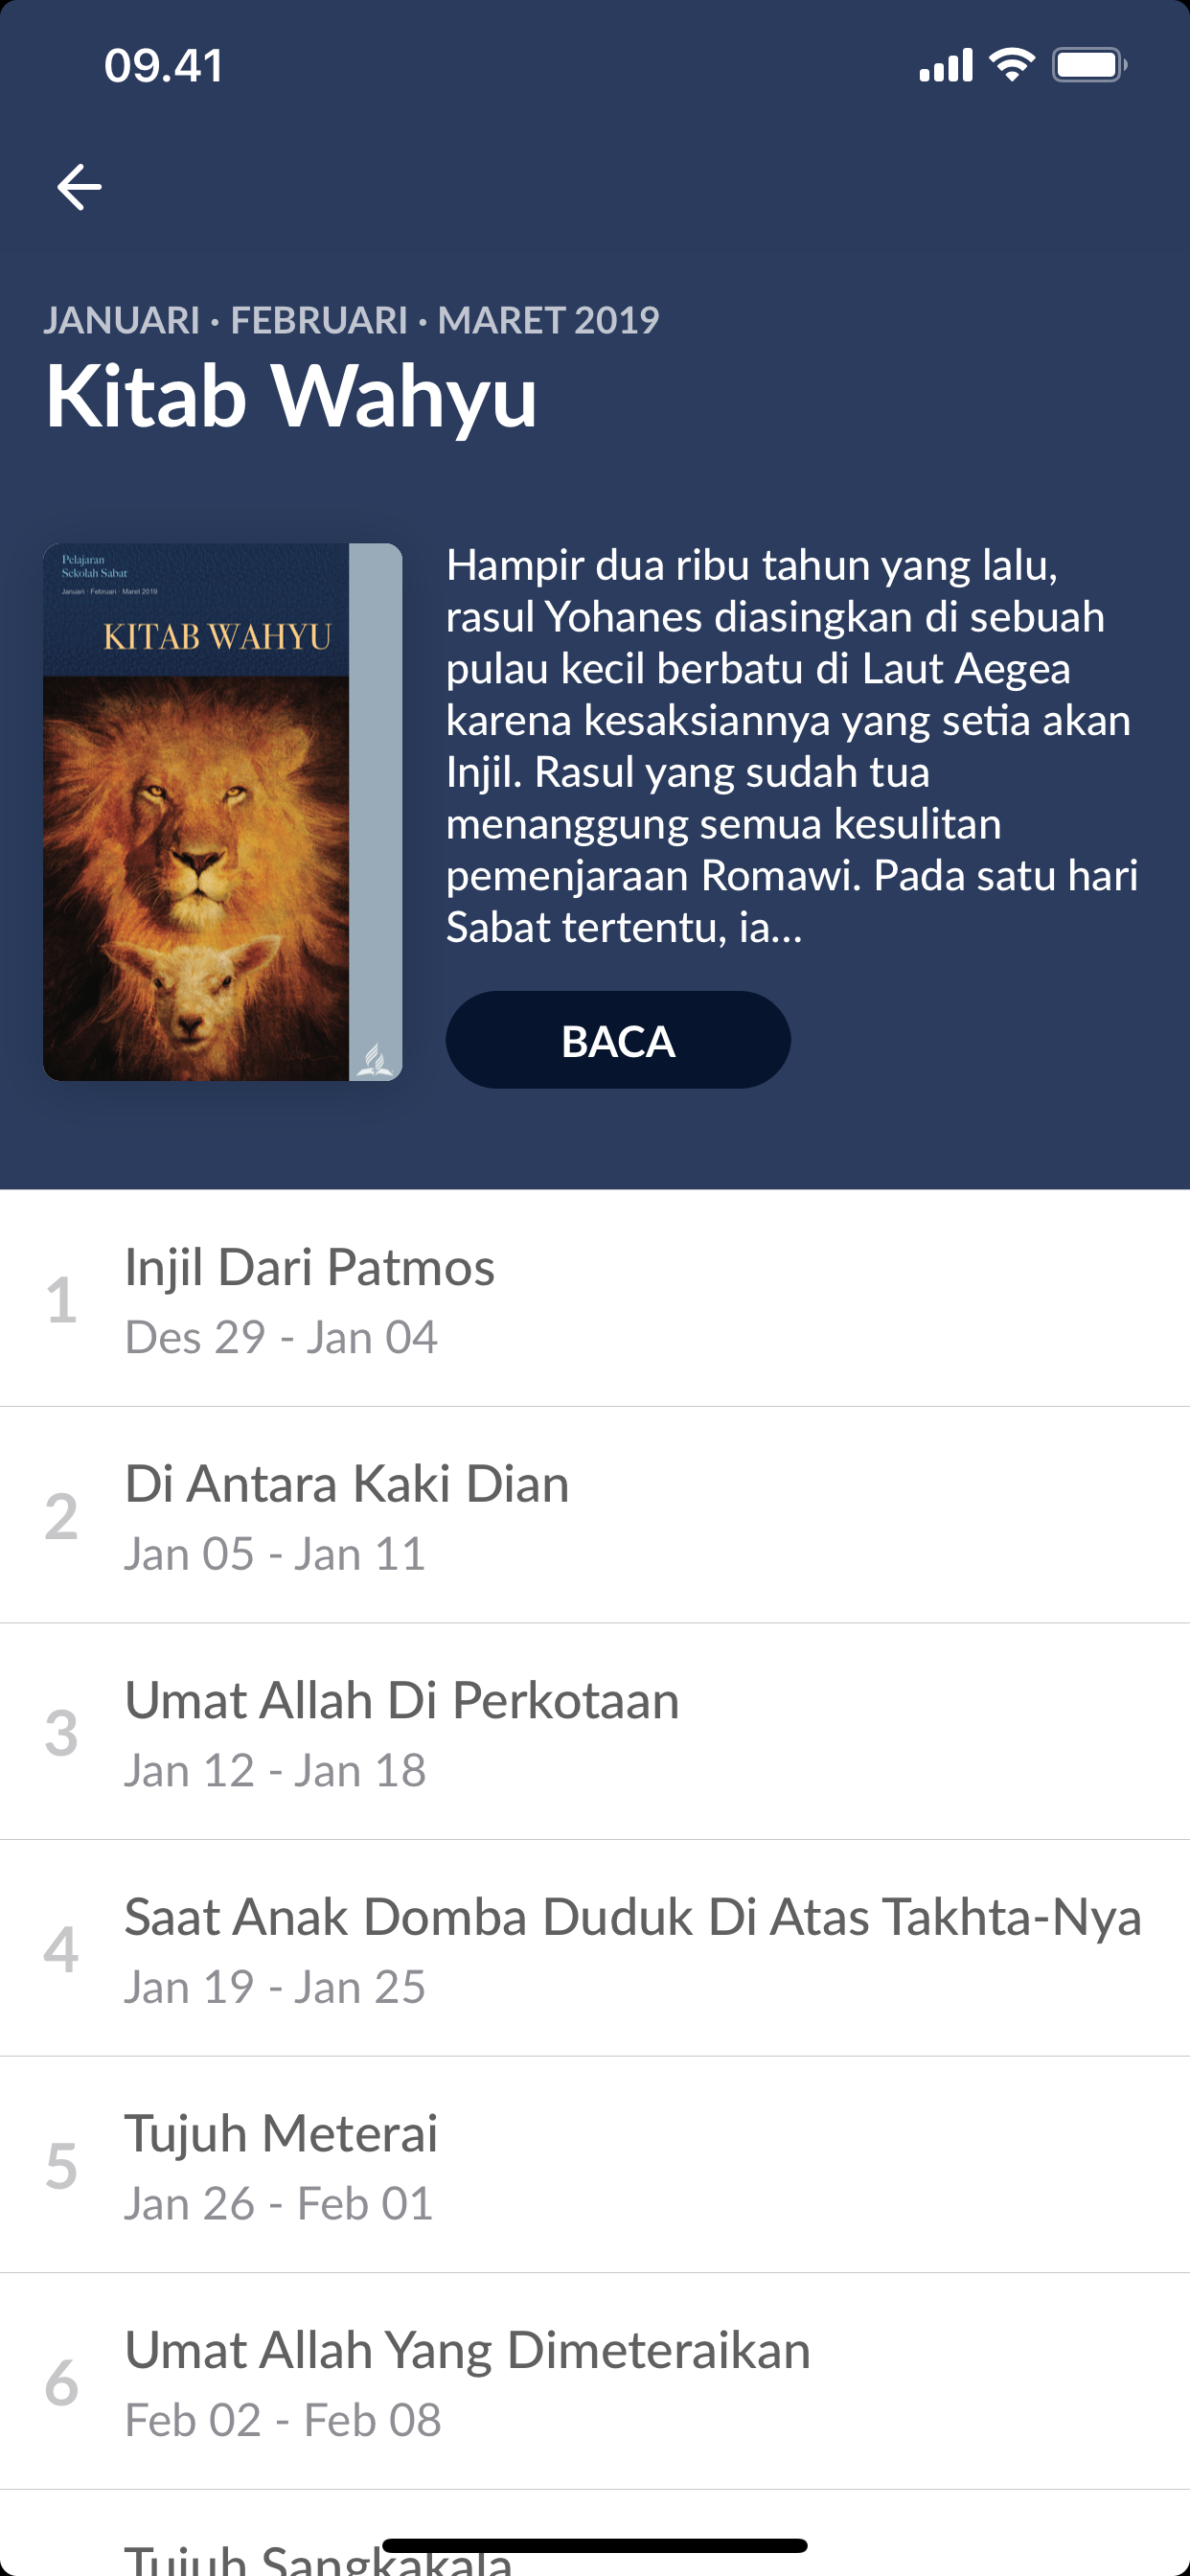 09.41
JANUARI · FEBRUARI · MARET 2019
Kitab Wahyu
Pelajaran
Sekolah Sabat
Januari · Februari · Maret 2019
KITAB WAHYU
Hampir dua ribu tahun yang lalu,
rasul Yohanes diasingkan di sebuah
pulau kecil berbatu di Laut Aegea
karena kesaksiannya yang setia akan
Injil. Rasul yang sudah tua
menanggung semua kesulitan
pemenjaraan Romawi. Pada satu hari
Sabat tertentu, ia...
BACA
1
Injil Dari Patmos
Des 29 - Jan 04
2
Di Antara Kaki Dian
Jan 05 - Jan 11
3
Umat Allah Di Perkotaan
Jan 12 - Jan 18
4
Saat Anak Domba Duduk Di Atas Takhta-Nya
Jan 19 - Jan 25
5
Tujuh Meterai
Jan 26 - Feb 01
6
Umat Allah Yang Dimeteraikan
Feb 02 - Feb 08
Tujuh Sangkakala